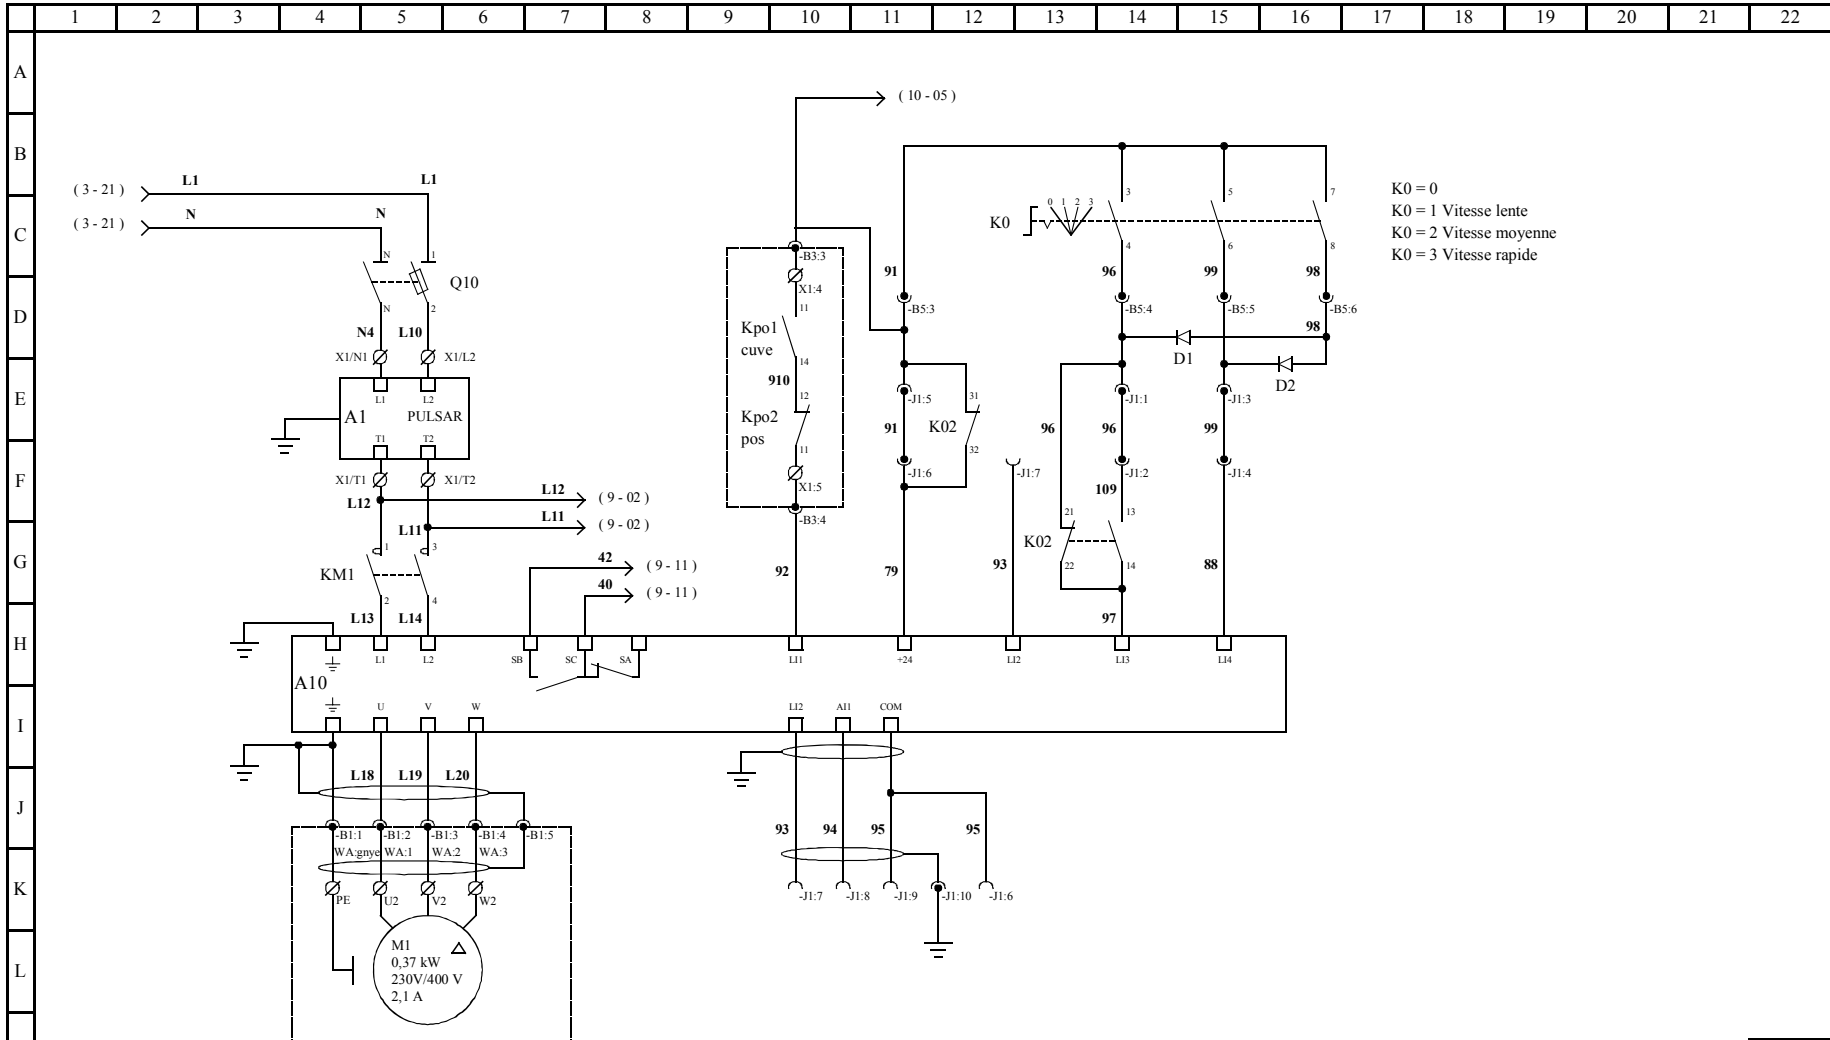 1 2 3 4 5 6 7 8 9 10 11 12 13 14 15 16 17 18 19 20 21 22
A
( 10 - 05 )
B
( 3 - 21 ) L1 L1
3 5 7
K0 = 0
0 1 2 3
K0 = 1 Vitesse lente
( 3 - 21 ) N N
C
K0
K0 = 2 Vitesse moyenne
4 6 8
K0 = 3 Vitesse rapide
N 1
-B3:3
91 96 99 98
Q10
X1:4
N 2
11
-B5:3 -B5:4 -B5:5 -B5:6
D
N4 L10
Kpo1
98
cuve
X1/N1 X1/L2
14
D1
910
D2
L1 L2
12
31
E
-J1:5 -J1:1 -J1:3
A1 PULSAR
Kpo2
91 K02 96 96 99
pos
T1 T2
11
32
-J1:6 -J1:7 -J1:2 -J1:4
F
X1/T1 X1/T2
X1:5
L12 L12 ( 9 - 02 )
109
L11 L11 ( 9 - 02 )
-B3:4
21 13
1 3
K02
G
42 ( 9 - 11 )
92 79 93 88
KM1
22 14
40 ( 9 - 11 )
2 4
L13 L14
97
H
L1 L2 SB SC SA LI1 +24 LI2 LI3 LI4
A10
I
U V W LI2 AI1 COM
L18 L19 L20
J
93 94 95 95
-B1:1 -B1:2 -B1:3 -B1:4 -B1:5
WA:gnye WA:1 WA:2 WA:3
K
PE U2 V2 W2
-J1:7 -J1:8 -J1:9 -J1:10 -J1:6
M1
0,37 kW
L
230V/400 V
2,1 A